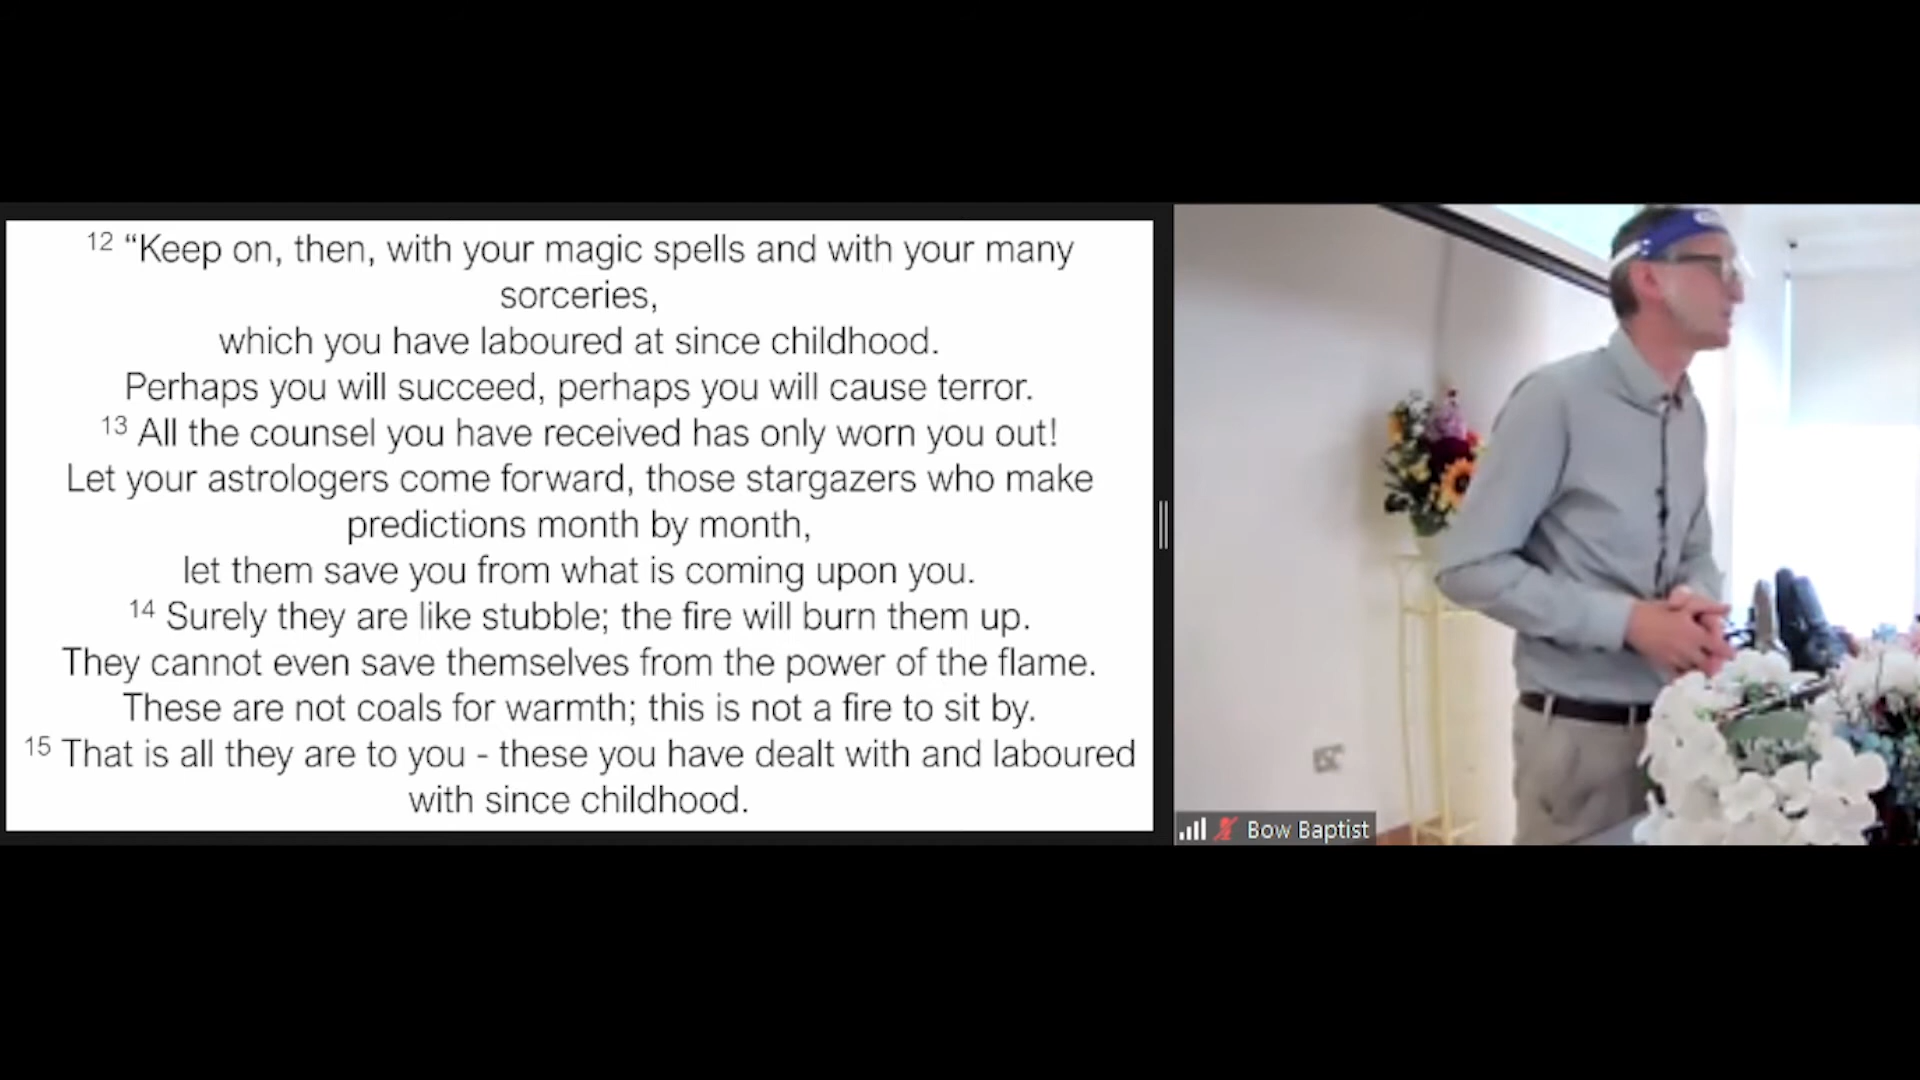 12 “Keep on, then, with your magic spells and with your many
sorceries,
which you have laboured at since childhood.
Perhaps you will succeed, perhaps you will cause terror.
13 All the counsel you have received has only worn you out!
Let your astrologers come forward, those stargazers who make
predictions month by month,
let them save you from what is coming upon you.
14 Surely they are like stubble; the fire will burn them up.
They cannot even save themselves from the power of the flame.
These are not coals for warmth; this is not a fire to sit by.
15 That is all they are to you - these you have dealt with and laboured
with since childhood.
Bow Baptist